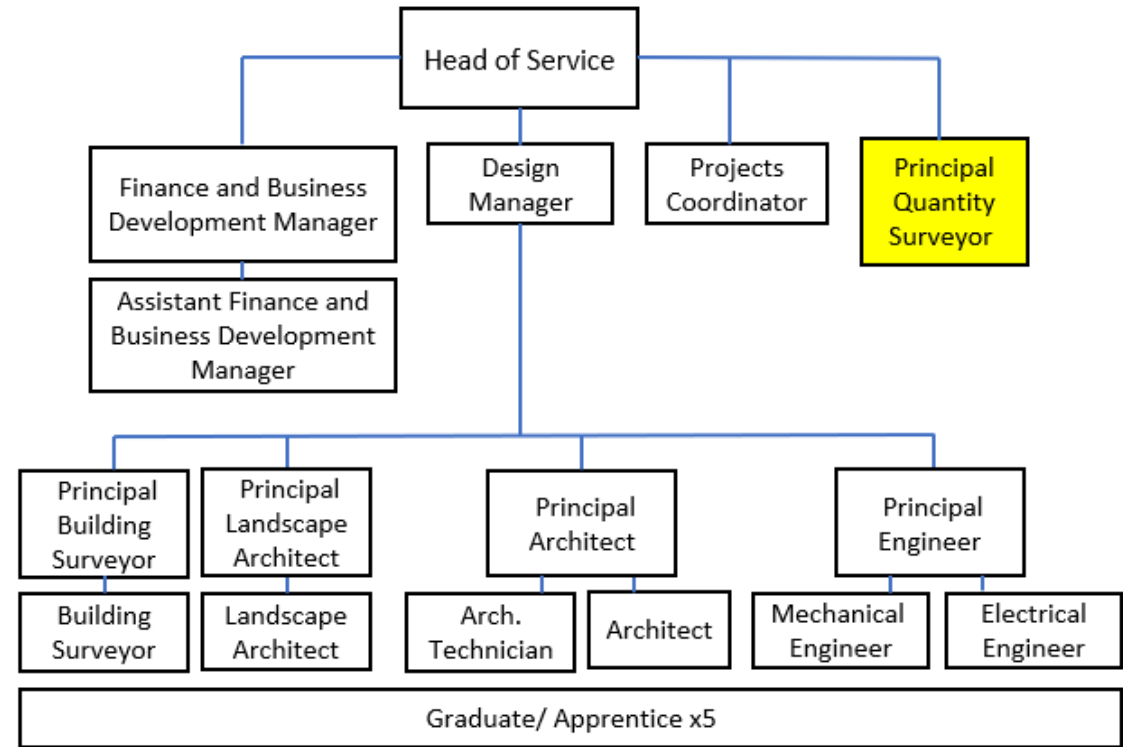 Head of Service
Finance and Business
Development Manager
Design
Manager
Projects
Coordinator
Principal
Quantity
Surveyor
Assistant Finance and
Business Development
Manager
Principal
Building
Surveyor
Principal
Landscape
Architect
Principal
Architect
Principal
Engineer
Building
Surveyor
Landscape
Architect
Arch.
Technician
Architect
Mechanical
Engineer
Electrical
Engineer
Graduate/ Apprentice x5